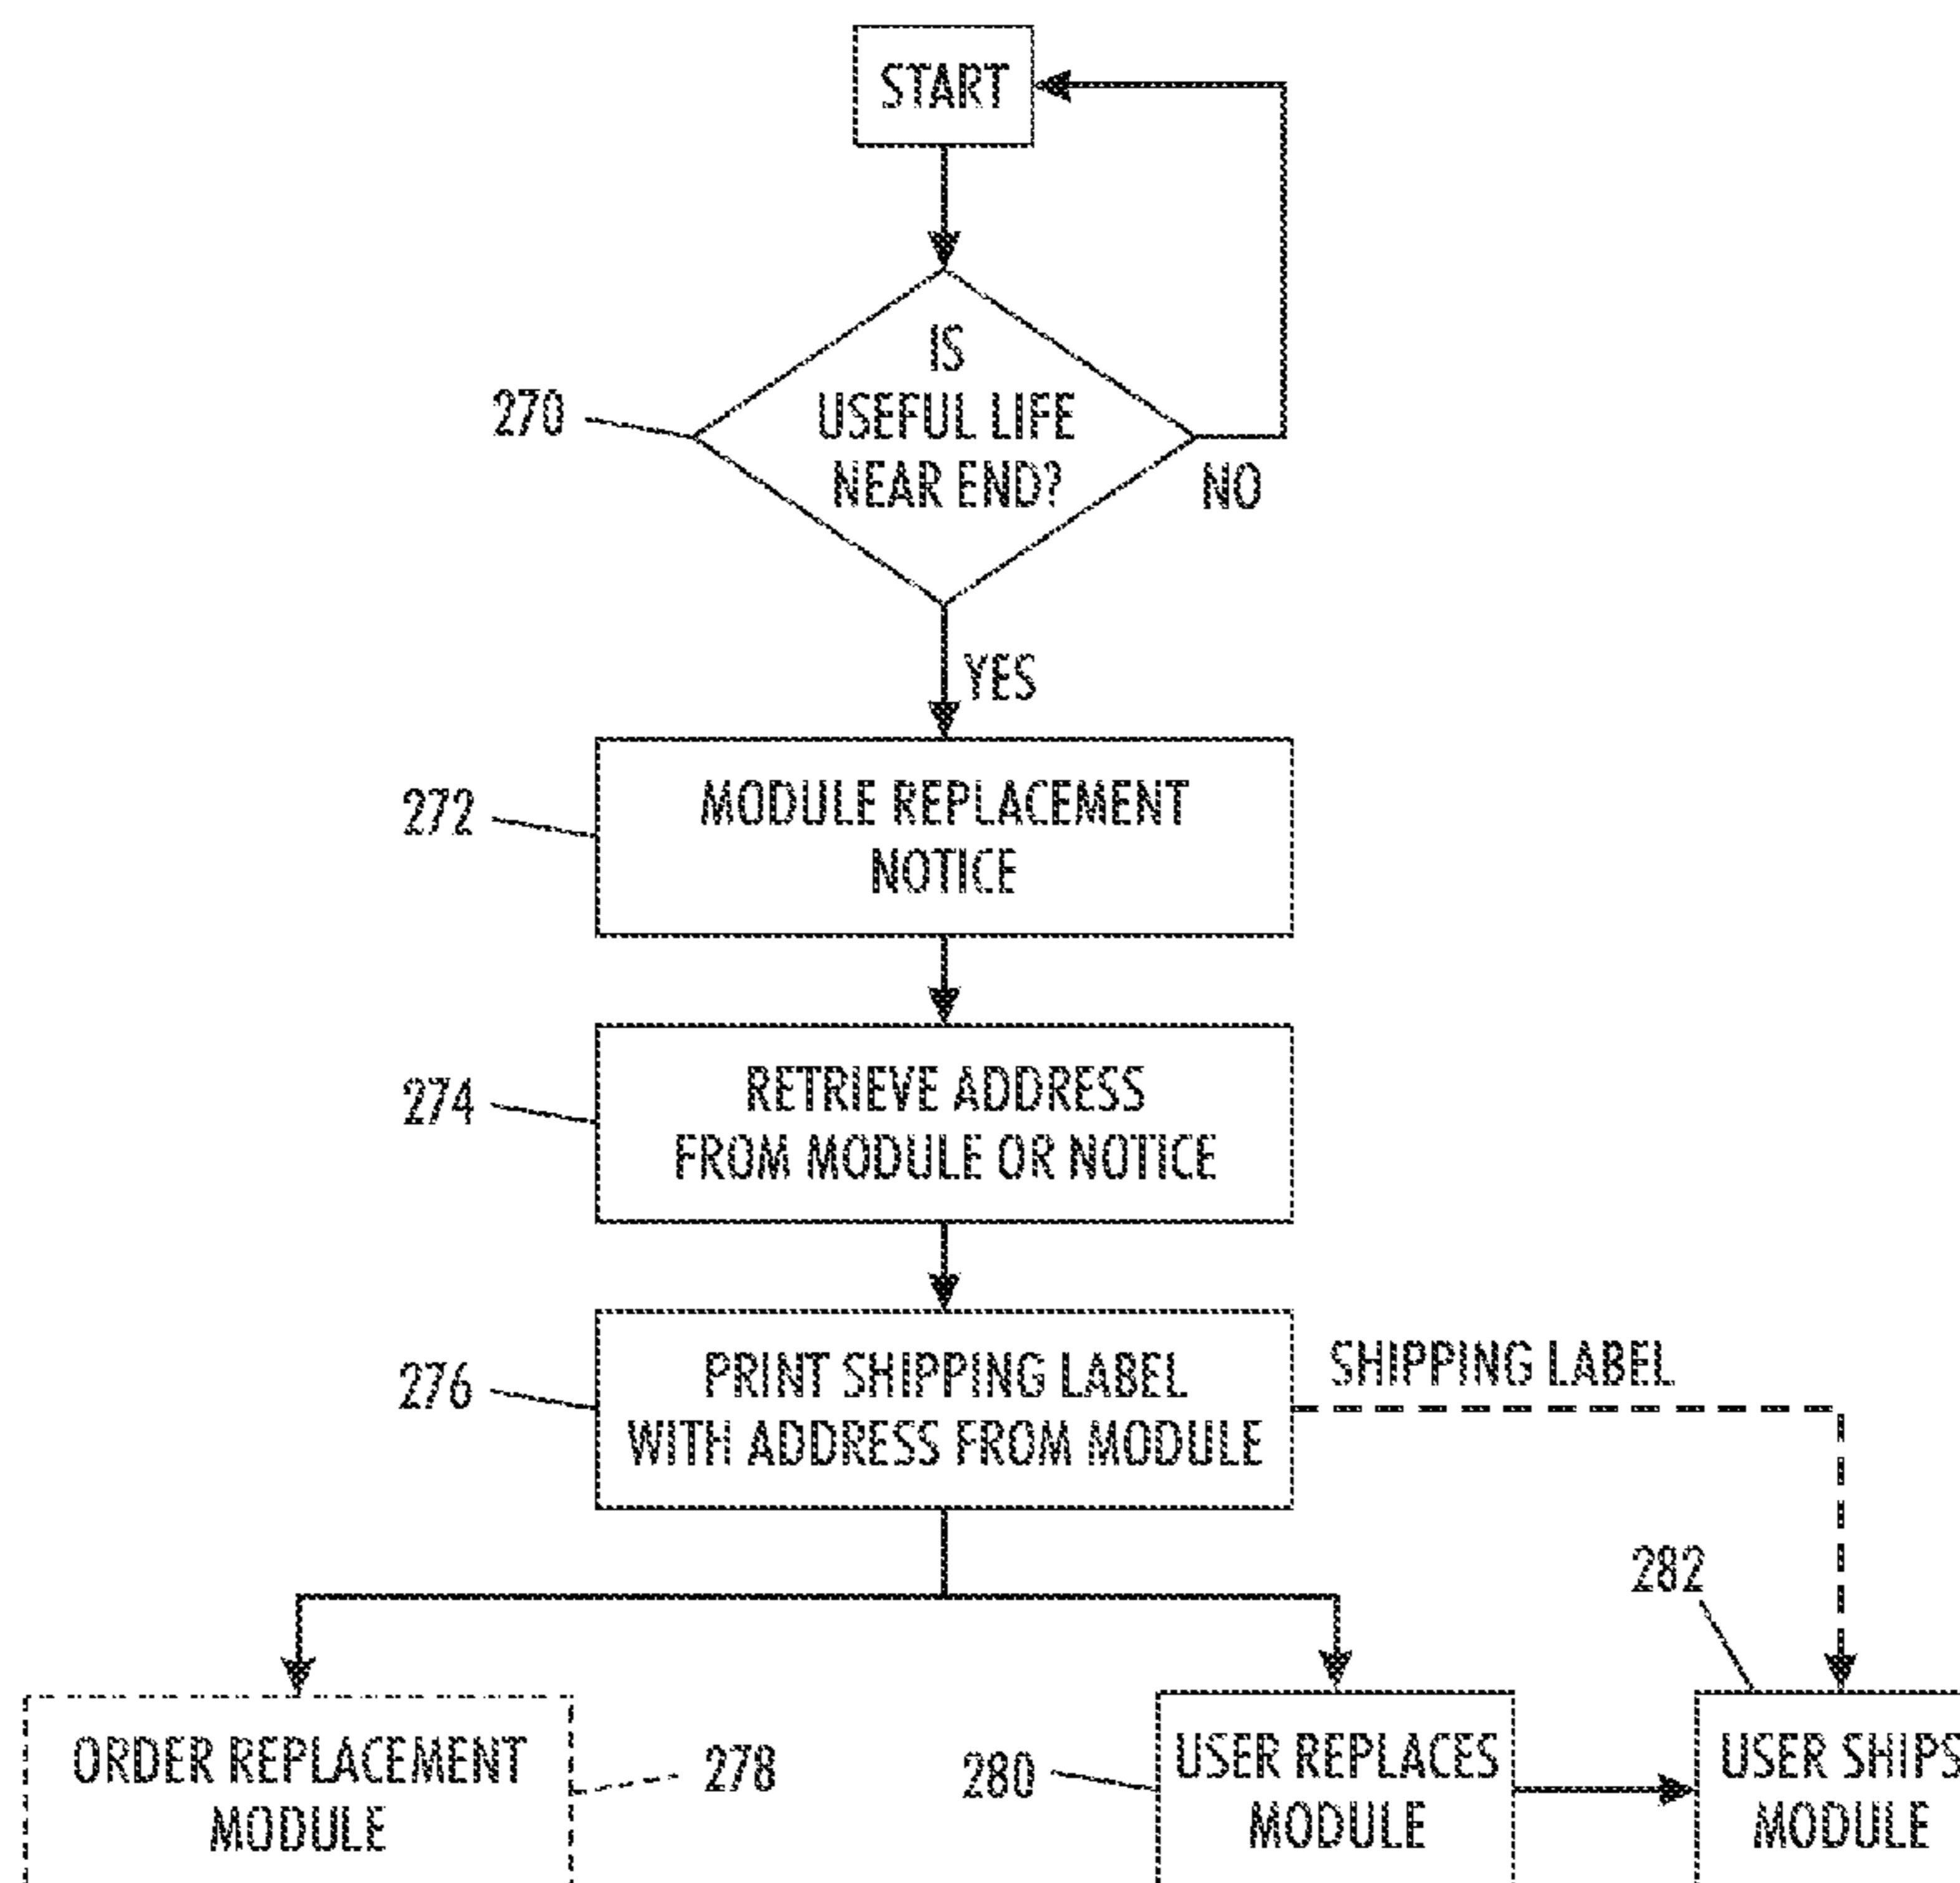 START
IS
USEFUL LIFE
NEAR END?
270
NO
YES
MODULE REPLACEMENT
NOTICE
272
RETRIEVE ADDRESS
FROM MODULE OR NOTICE
274
PRINT SHIPPING LABEL
WITH ADDRESS FROM MODULE
276
SHIPPING LABEL
282
ORDER REPLACEMENT
MODULE
278
280
USER REPLACES
MODULE
USER SHIPS
MODULE